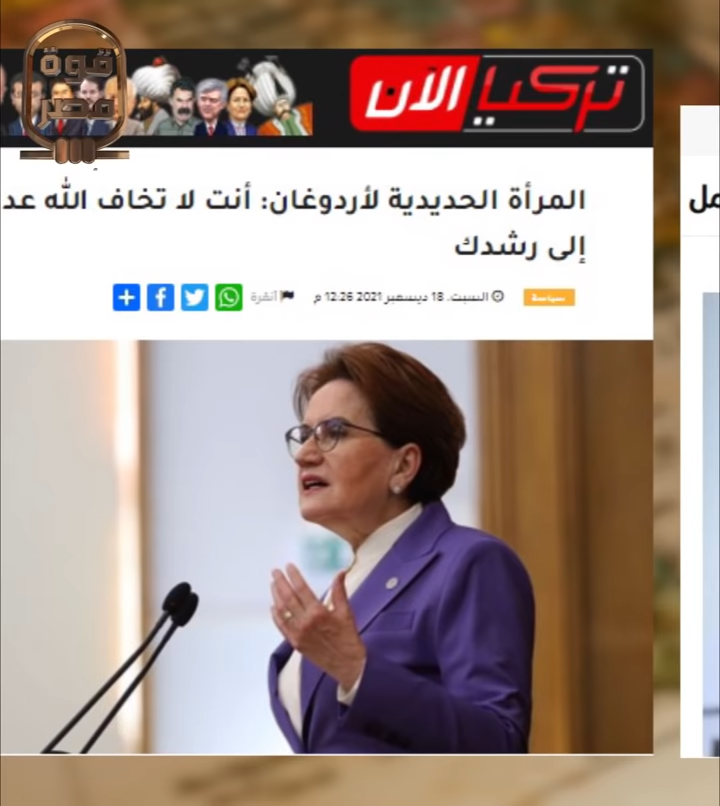 قوة
مصر
تركيا الآن
المرأة الحديدية لأردوغان: أنت لا تخاف الله عد
إلى رشدك
سياسة
السبت، 18 ديسمبر 2021 12:26 م
أنقرة
مل